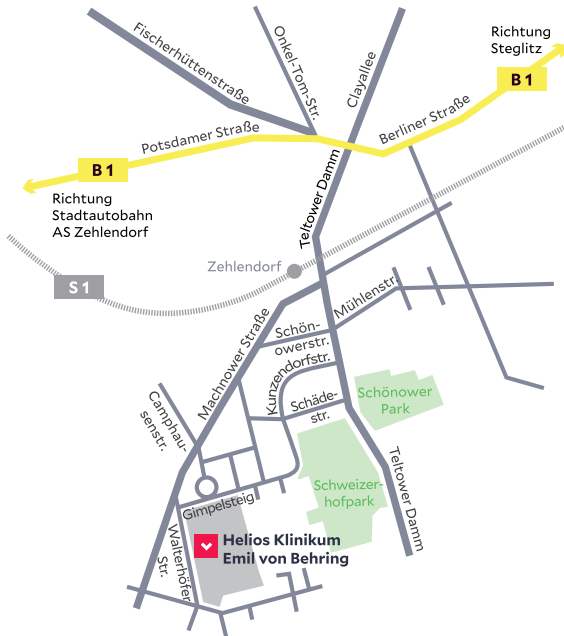 Richtung
Steglitz
B 1
Fischerhüttenstraße
Onkel-Tom-Str.
Clayallee
Potsdamer Straße
Berliner Straße
B 1
Richtung
Stadtautobahn
AS Zehlendorf
Teltower Damm
Zehlendorf
S 1
Mühlenstr.
Machnower Straße
Schön-
owerstr.
Kunzendorfstr.
Schäde-
str.
Schönower
Park
Camphau-
senstr.
Teltower Damm
Schweizer-
hofpark
Gimpelsteig
Walterhöfer
Str.
Helios Klinikum
Emil von Behring